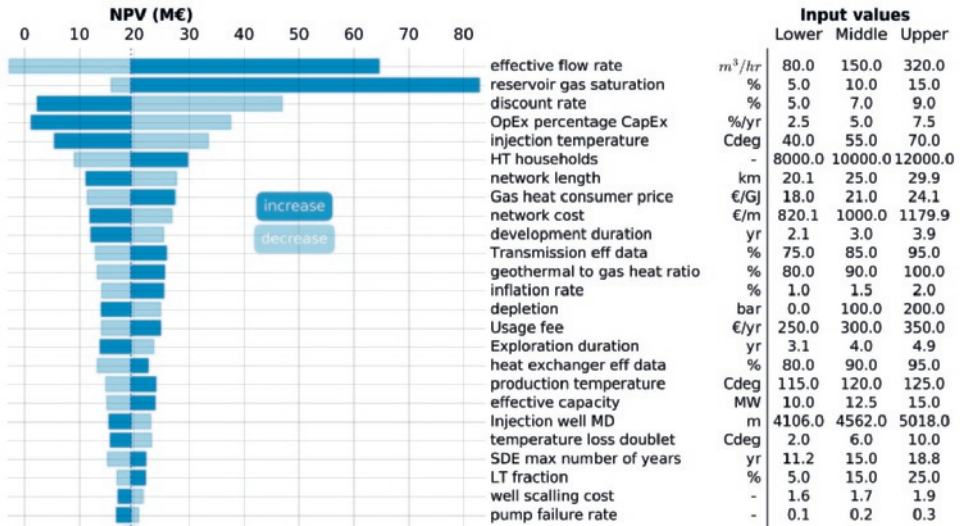 NPV (M€)
0 10 20 30 40 50 60 70 80
Input values
Lower Middle Upper
effective flow rate m³/hr 80.0 150.0 320.0
reservoir gas saturation % 5.0 10.0 15.0
discount rate % 5.0 7.0 9.0
OpEx percentage CapEx %/yr 2.5 5.0 7.5
injection temperature Cdeg 40.0 55.0 70.0
HT households - 8000.0 10000.0 12000.0
network length km 20.1 25.0 29.9
Gas heat consumer price €/GJ 18.0 21.0 24.1
network cost €/m 820.1 1000.0 1179.9
development duration yr 2.1 3.0 3.9
Transmission eff data % 75.0 85.0 95.0
geothermal to gas heat ratio % 80.0 90.0 100.0
inflation rate % 1.0 1.5 2.0
depletion bar 0.0 100.0 200.0
Usage fee €/yr 250.0 300.0 350.0
Exploration duration yr 3.1 4.0 4.9
heat exchanger eff data % 80.0 90.0 95.0
production temperature Cdeg 115.0 120.0 125.0
effective capacity MW 10.0 12.5 15.0
Injection well MD m 4106.0 4562.0 5018.0
temperature loss doublet Cdeg 2.0 6.0 10.0
SDE max number of years yr 11.2 15.0 18.8
LT fraction % 5.0 15.0 25.0
well scalling cost - 1.6 1.7 1.9
pump failure rate - 0.1 0.2 0.3
increase
decrease